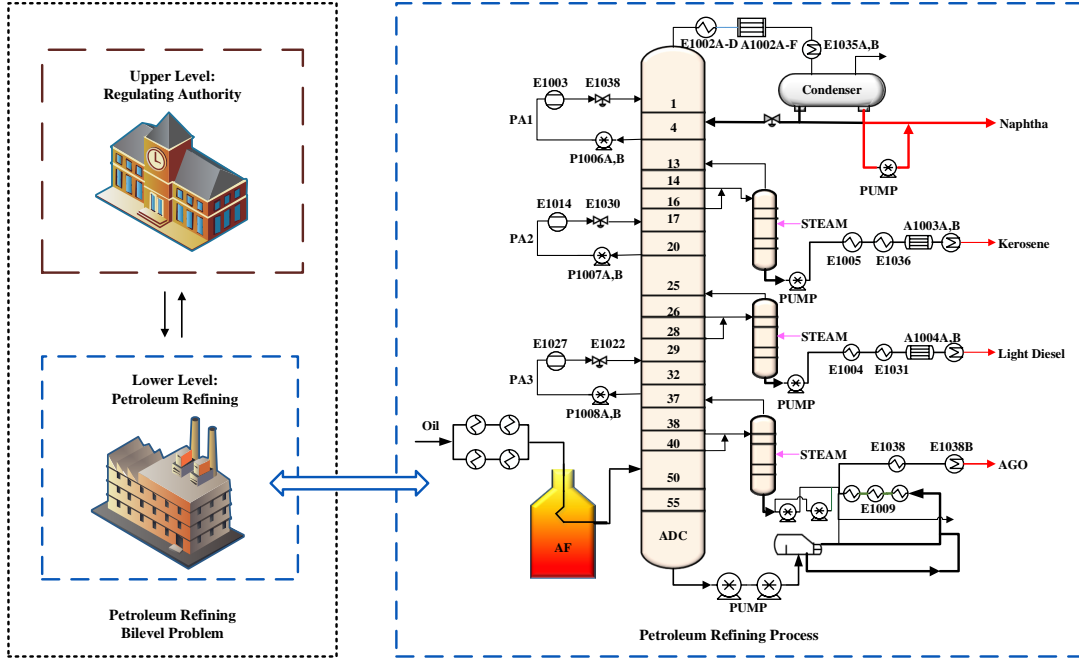 Upper Level:
Regulating Authority
Lower Level:
Petroleum Refining
Petroleum Refining
Bilevel Problem
E1002A-D
A1002A-F
E1035A,B
Condenser
Naphtha
PUMP
E1003
E1038
PA1
P1006A,B
E1014
E1030
PA2
P1007A,B
E1027
E1022
PA3
P1008A,B
1
4
13
14
16
17
20
25
26
28
29
32
37
38
40
50
55
ADC
STEAM
PUMP
E1005
E1036
A1003A,B
Kerosene
STEAM
PUMP
E1004
E1031
A1004A,B
Light Diesel
STEAM
E1038
E1038B
AGO
E1009
Oil
AF
PUMP
Petroleum Refining Process